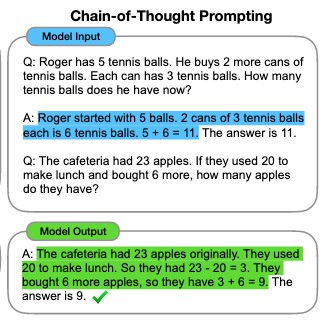 Chain-of-Thought Prompting
Model Input
Q: Roger has 5 tennis balls. He buys 2 more cans of
tennis balls. Each can has 3 tennis balls. How many
tennis balls does he have now?
A: Roger started with 5 balls. 2 cans of 3 tennis balls
each is 6 tennis balls. 5 + 6 = 11. The answer is 11.
Q: The cafeteria had 23 apples. If they used 20 to
make lunch and bought 6 more, how many apples
do they have?
Model Output
A: The cafeteria had 23 apples originally. They used
20 to make lunch. So they had 23 - 20 = 3. They
bought 6 more apples, so they have 3 + 6 = 9. The
answer is 9.